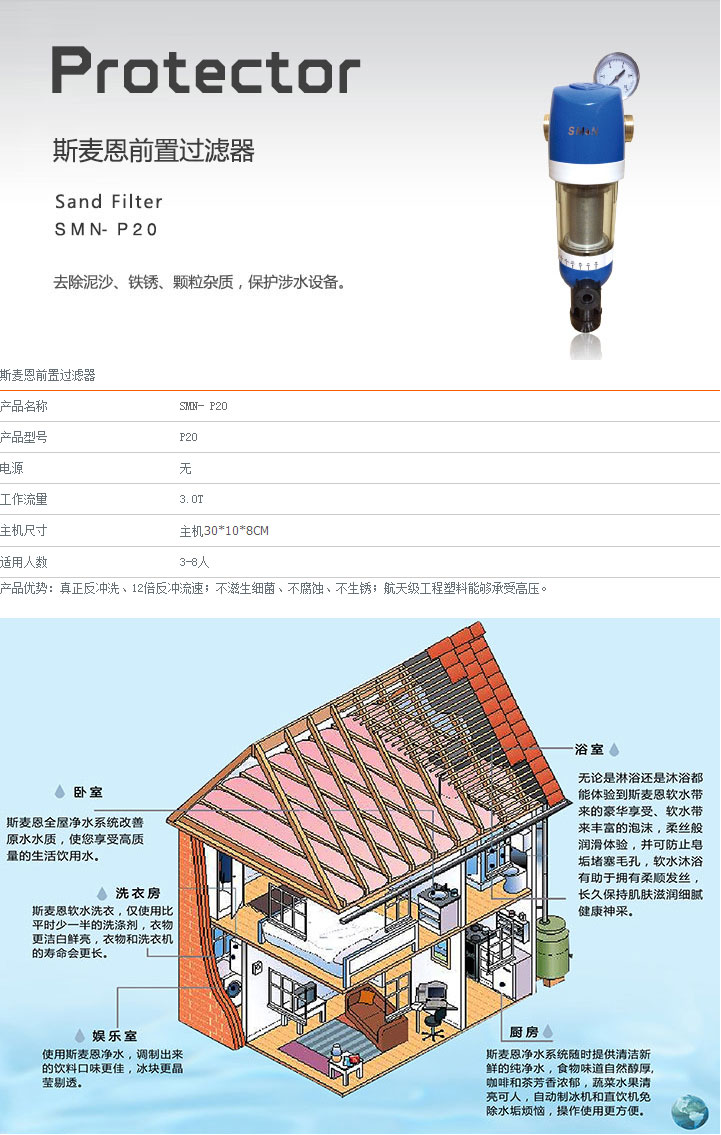 Protector
斯麦恩前置过滤器
Sand Filter
SMN- P20
去除泥沙、铁锈、颗粒杂质，保护涉水设备。
SMaN
斯麦恩前置过滤器
产品名称 SMN- P20
产品型号 P20
电源 无
工作流量 3.0T
主机尺寸 主机30*10*8CM
适用人数 3-8人
产品优势：真正反冲洗、12倍反冲流速；不滋生细菌、不腐蚀、不生锈；航天级工程塑料能够承受高压。
浴室
无论是淋浴还是沐浴都
能体验到斯麦恩软水带
来的豪华享受、软水带
来丰富的泡沫，柔丝般
润滑体验，并可防止皂
垢堵塞毛孔，软水沐浴
有助于拥有柔顺发丝，
长久保持肌肤滋润细腻
健康神采。
卧室
斯麦恩全屋净水系统改善
原水水质，使您享受高质
量的生活饮用水。
洗衣房
斯麦恩软水洗衣，仅使用比
平时少一半的洗涤剂，衣物
更洁白鲜亮，衣物和洗衣机
的寿命会更长。
娱乐室
使用斯麦恩净水，调制出来
的饮料口味更佳，冰块更晶
莹剔透。
厨房
斯麦恩净水系统随时提供清洁新
鲜的纯净水，食物味道自然醇厚,
咖啡和茶芳香浓郁，蔬菜水果清
亮可人，自动制冰机和直饮机免
除水垢烦恼，操作使用更方便。